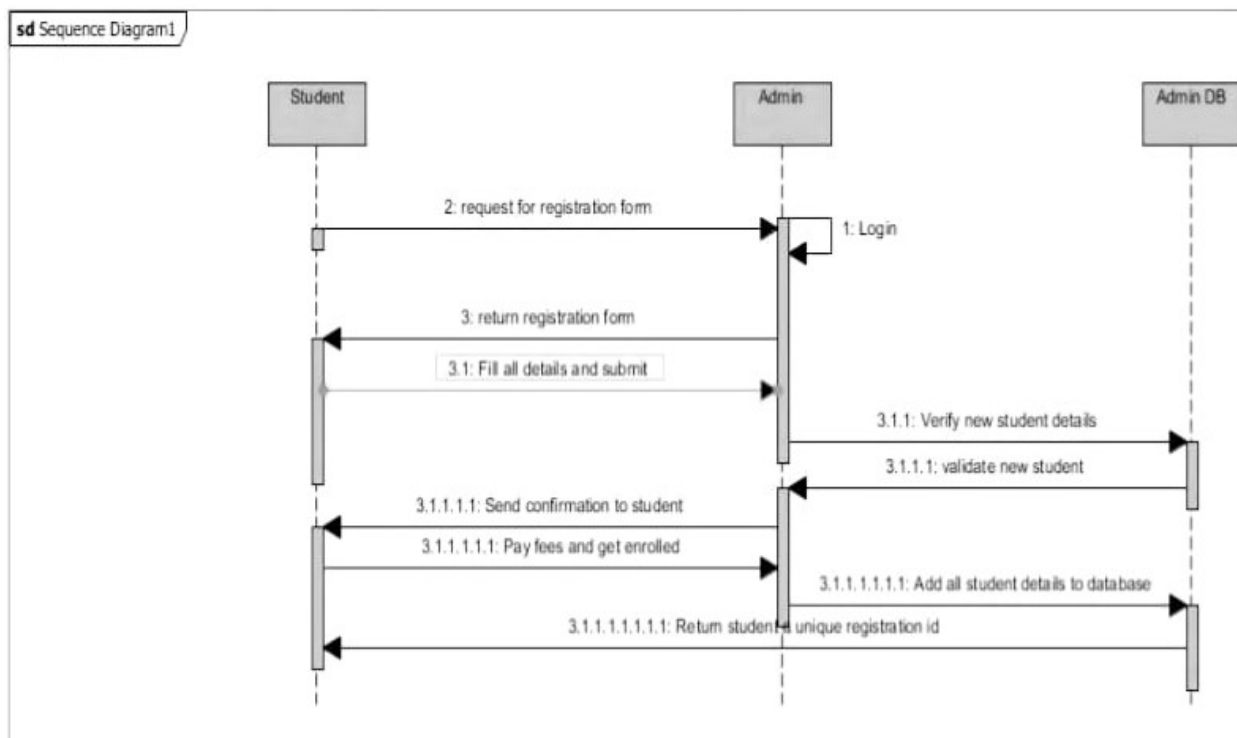 sd Sequence Diagram1
Student
Admin
Admin DB
2: request for registration form
1: Login
3: return registration form
3.1: Fill all details and submit
3.1.1: Verify new student details
3.1.1.1: validate new student
3.1.1.1.1: Send confirmation to student
3.1.1.1.1.1: Pay fees and get enrolled
3.1.1.1.1.1.1: Add all student details to database
3.1.1.1.1.1.1.1: Return student a unique registration id